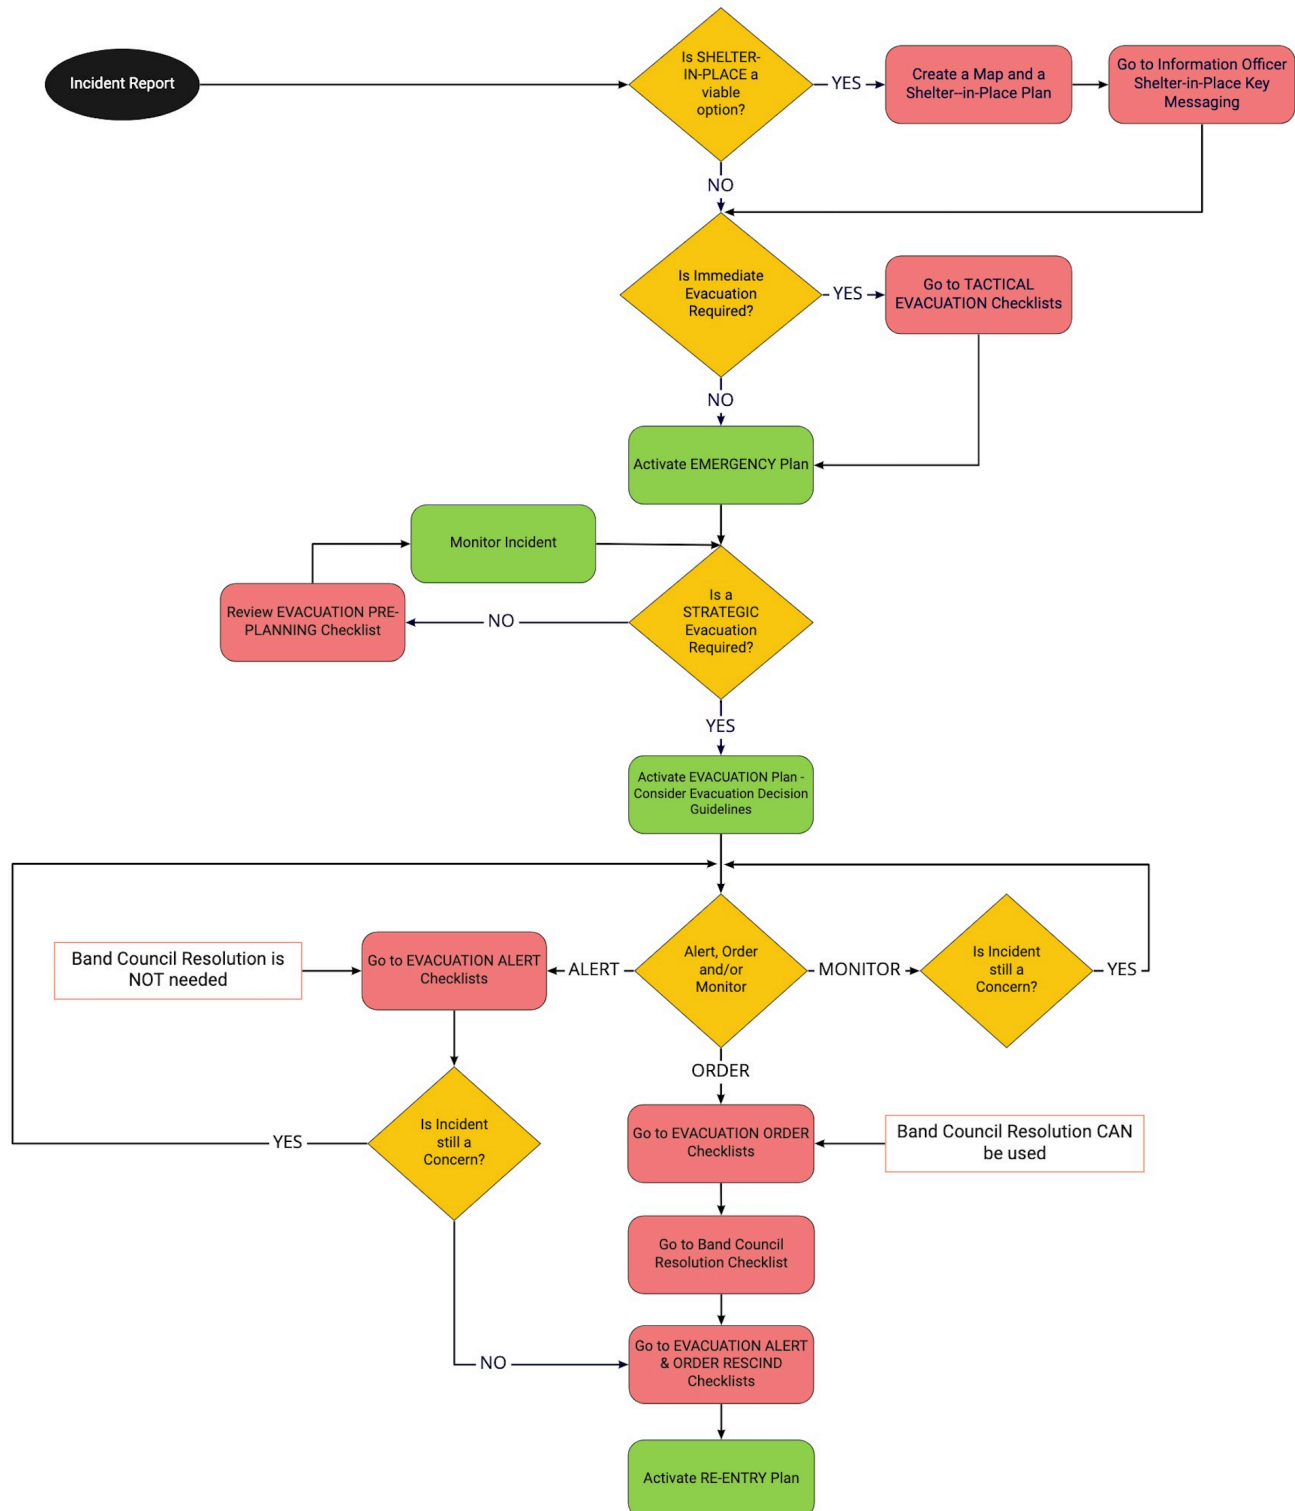 Incident Report
Is SHELTER-
IN-PLACE a
viable
option?
YES
Create a Map and a
Shelter--in-Place Plan
Go to Information Officer
Shelter-in-Place Key
Messaging
NO
Is Immediate
Evacuation
Required?
YES
Go to TACTICAL
EVACUATION Checklists
NO
Activate EMERGENCY Plan
Monitor Incident
Review EVACUATION PRE-
PLANNING Checklist
NO
Is a
STRATEGIC
Evacuation
Required?
YES
Activate EVACUATION Plan -
Consider Evacuation Decision
Guidelines
Band Council Resolution is
NOT needed
Go to EVACUATION ALERT
Checklists
ALERT
Alert, Order
and/or
Monitor
MONITOR
Is Incident
still a
Concern?
YES
ORDER
YES
Is Incident
still a
Concern?
Go to EVACUATION ORDER
Checklists
Band Council Resolution CAN
be used
Go to Band Council
Resolution Checklist
NO
Go to EVACUATION ALERT
& ORDER RESCIND
Checklists
Activate RE-ENTRY Plan